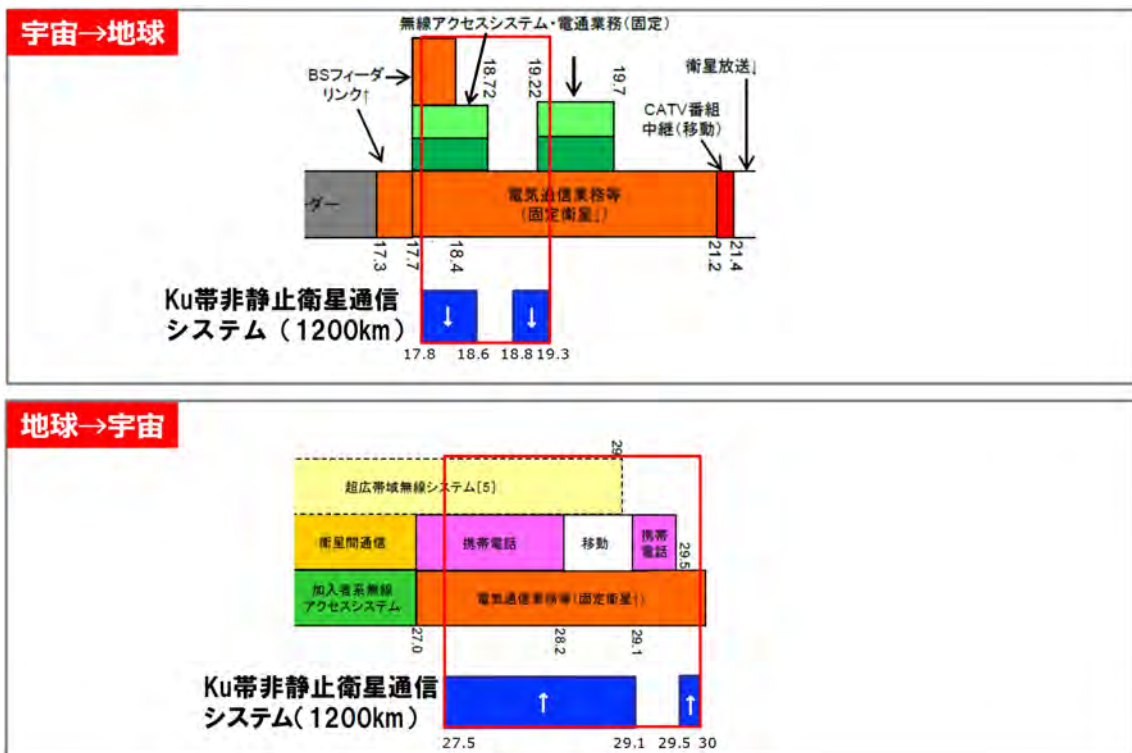 宇宙→地球
無線アクセスシステム・電通業務(固定)
BSフィーダ
リンク↑
18.72
19.22
19.7
衛星放送↓
CATV番組
中継(移動)
ーダー
電気通信業務等
(固定衛星↓)
17.3
17.7
18.4
21.2
21.4
Ku帯非静止衛星通信
システム（1200km）
↓
↓
17.8
18.6
18.8
19.3
地球→宇宙
29.
超広帯域無線システム[5]
衛星間通信
携帯電話
移動
携帯
電話
29.5
加入者系無線
アクセスシステム
電気通信業務等(固定衛星↑)
27.0
28.2
29.1
Ku帯非静止衛星通信
システム(1200km)
↑
↑
27.5
29.1
29.5
30